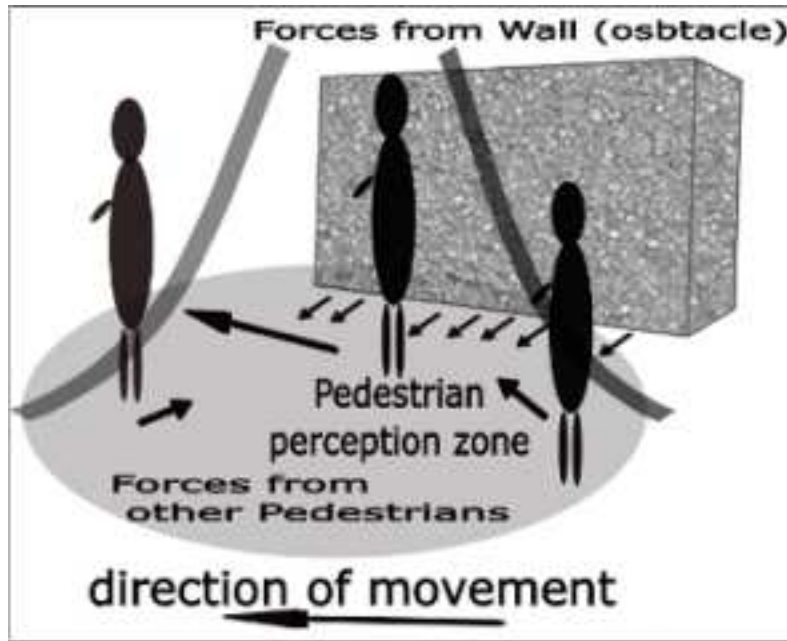 Forces from Wall (osbtacle)
Pedestrian
perception zone
Forces from
other Pedestrians
direction of movement